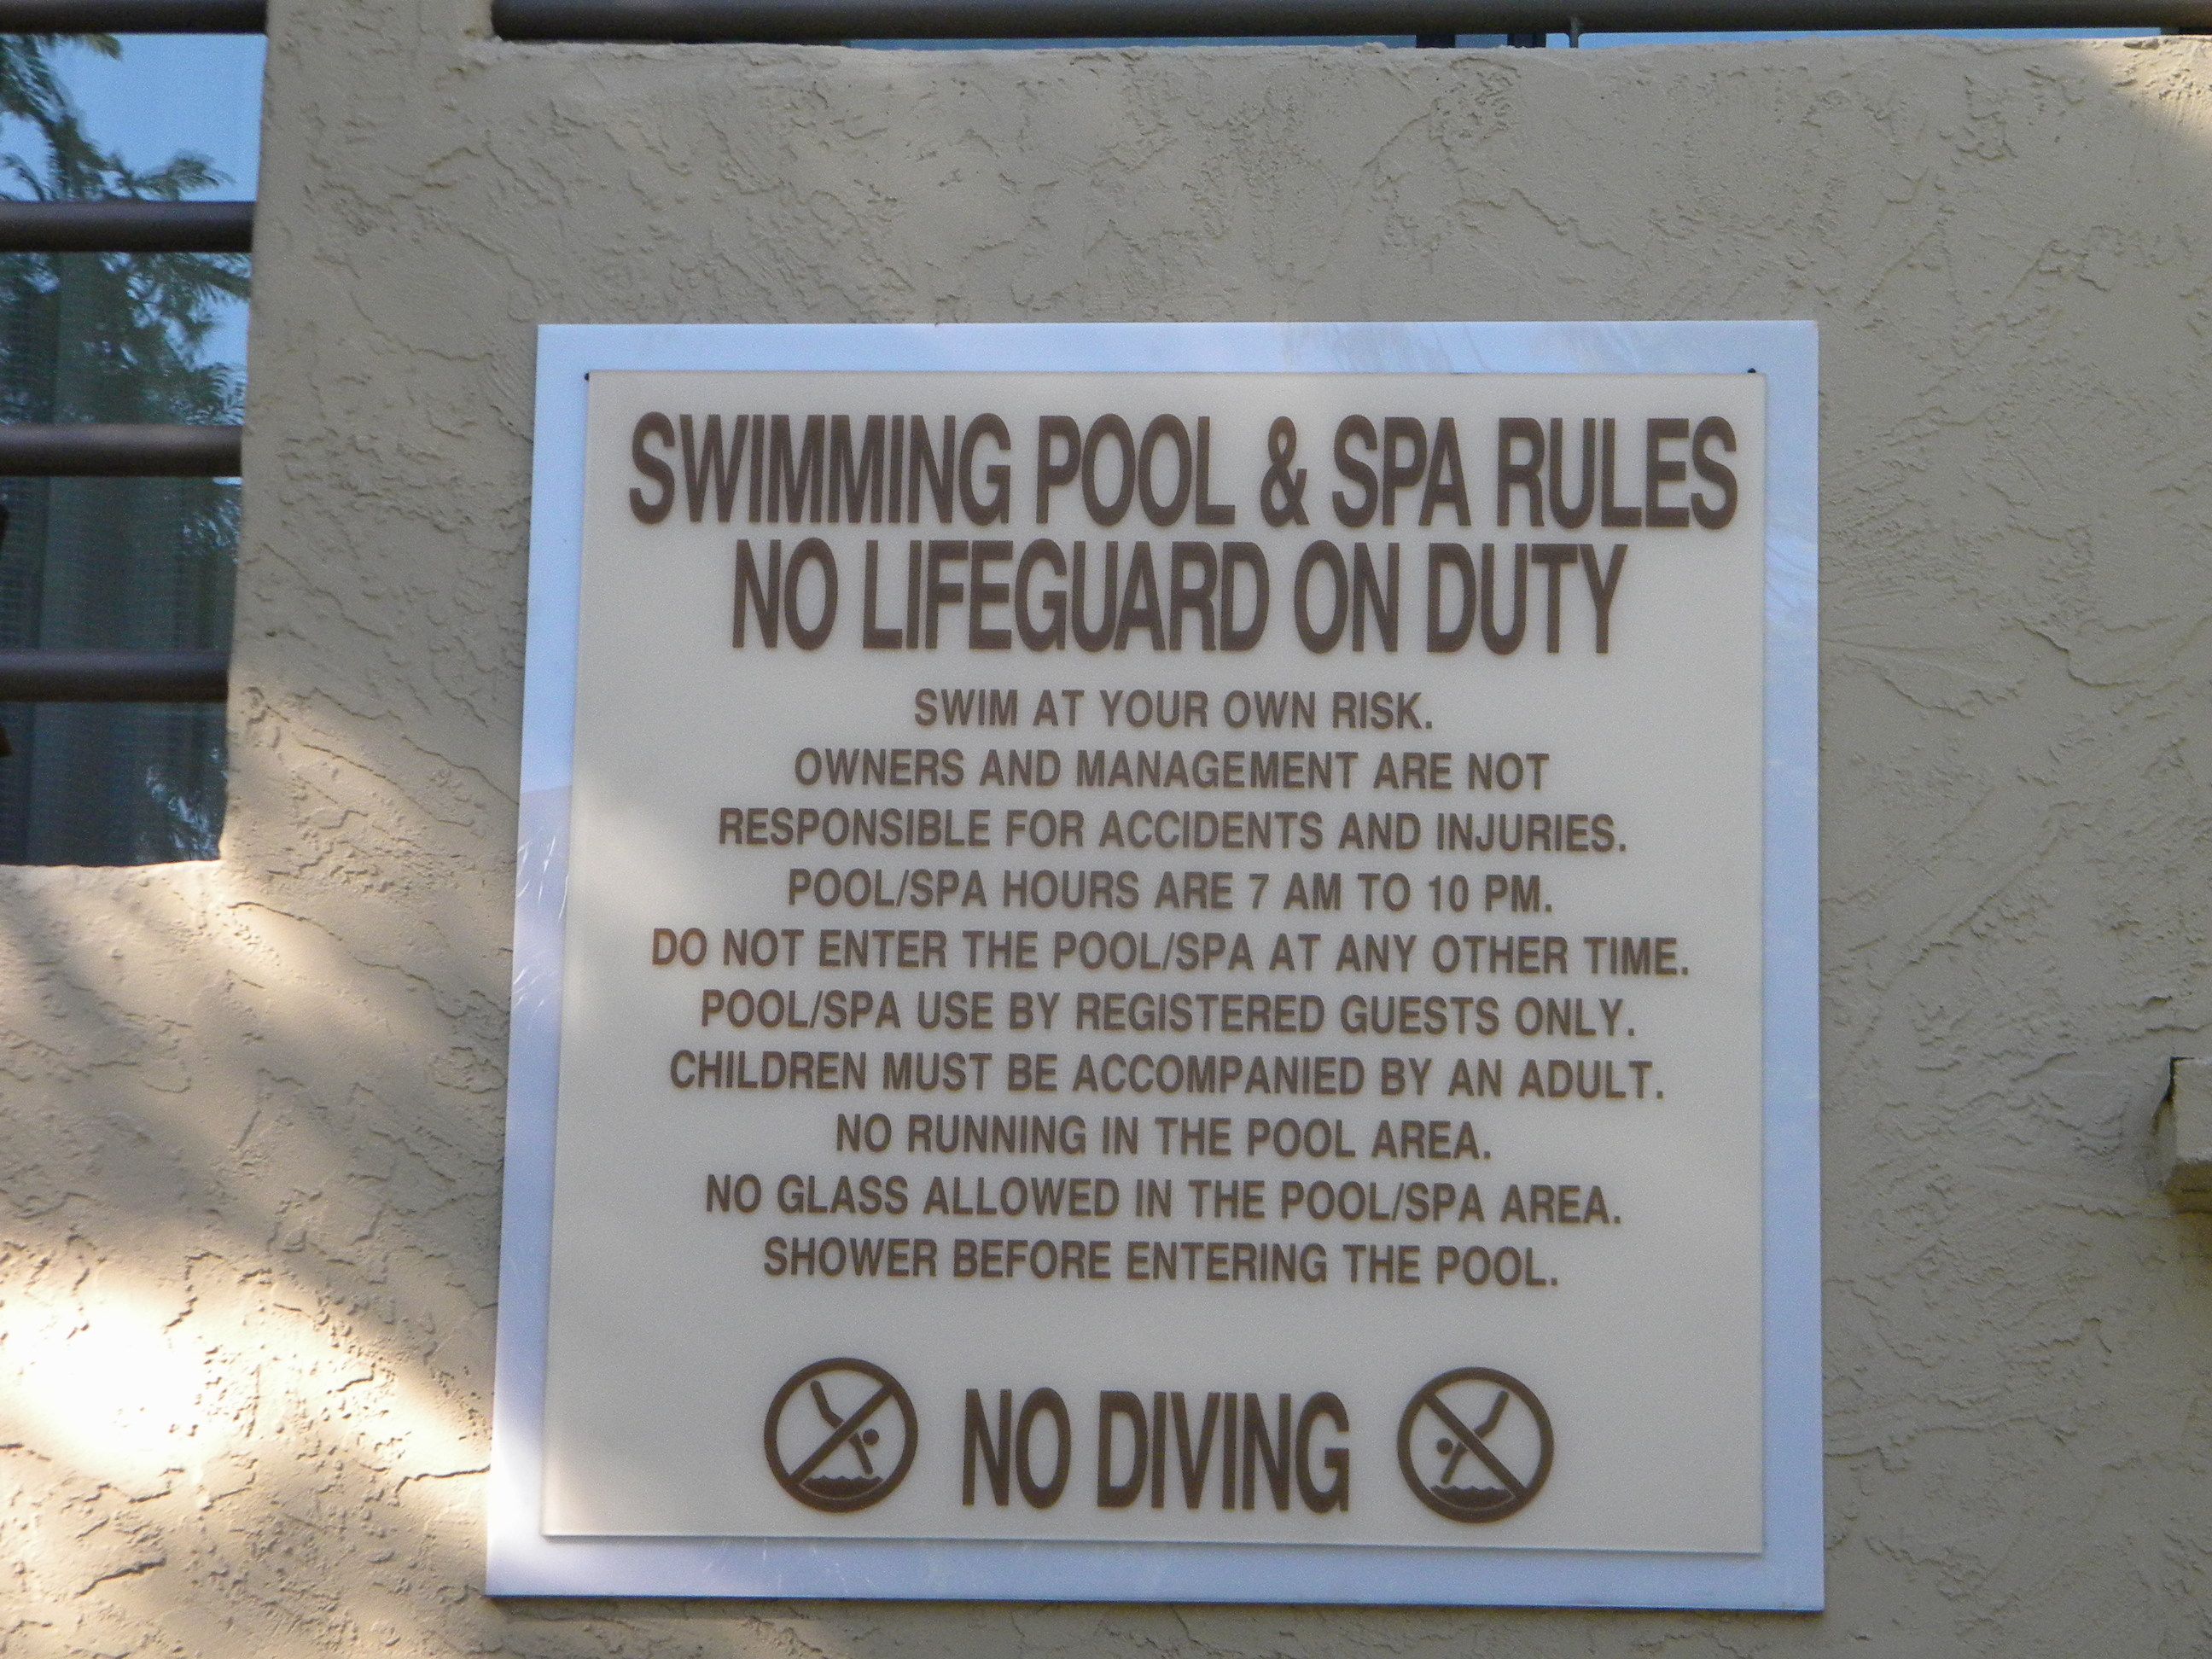 SWIMMING POOL & SPA RULES
NO LIFEGUARD ON DUTY
SWIM AT YOUR OWN RISK.
OWNERS AND MANAGEMENT ARE NOT
RESPONSIBLE FOR ACCIDENTS AND INJURIES.
POOL/SPA HOURS ARE 7 AM TO 10 PM.
DO NOT ENTER THE POOL/SPA AT ANY OTHER TIME.
POOL/SPA USE BY REGISTERED GUESTS ONLY.
CHILDREN MUST BE ACCOMPANIED BY AN ADULT.
NO RUNNING IN THE POOL AREA.
NO GLASS ALLOWED IN THE POOL/SPA AREA.
SHOWER BEFORE ENTERING THE POOL.
NO DIVING